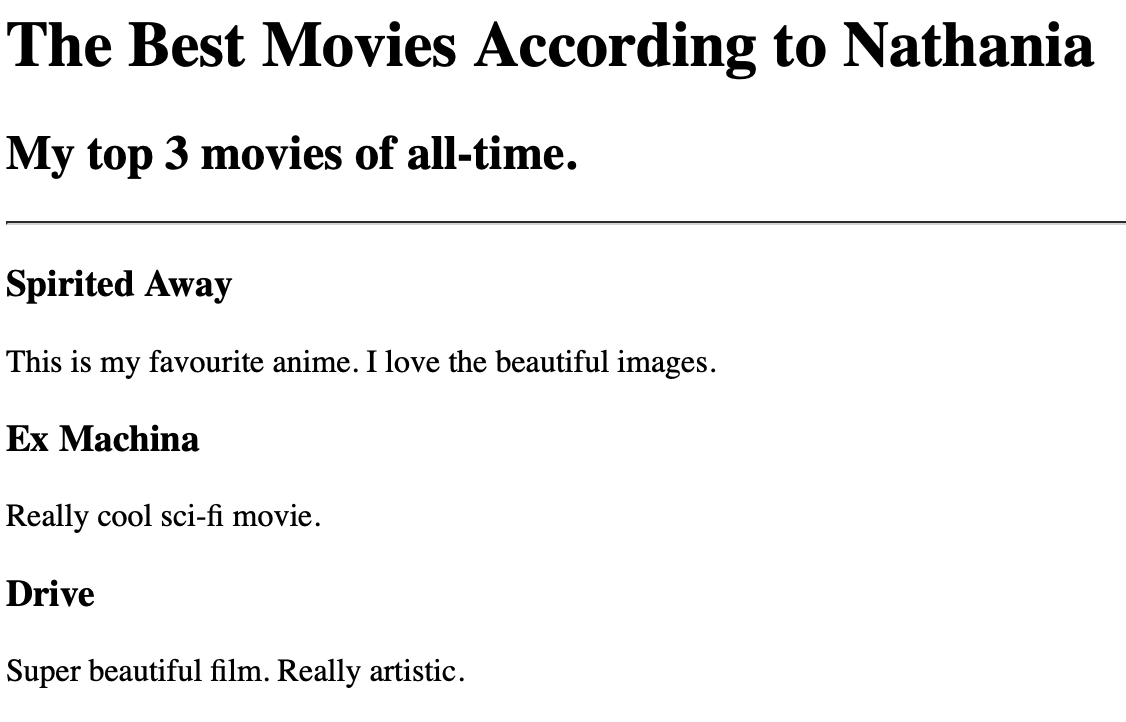 The Best Movies According to Nathania
My top 3 movies of all-time.
Spirited Away
This is my favourite anime. I love the beautiful images.
Ex Machina
Really cool sci-fi movie.
Drive
Super beautiful film. Really artistic.